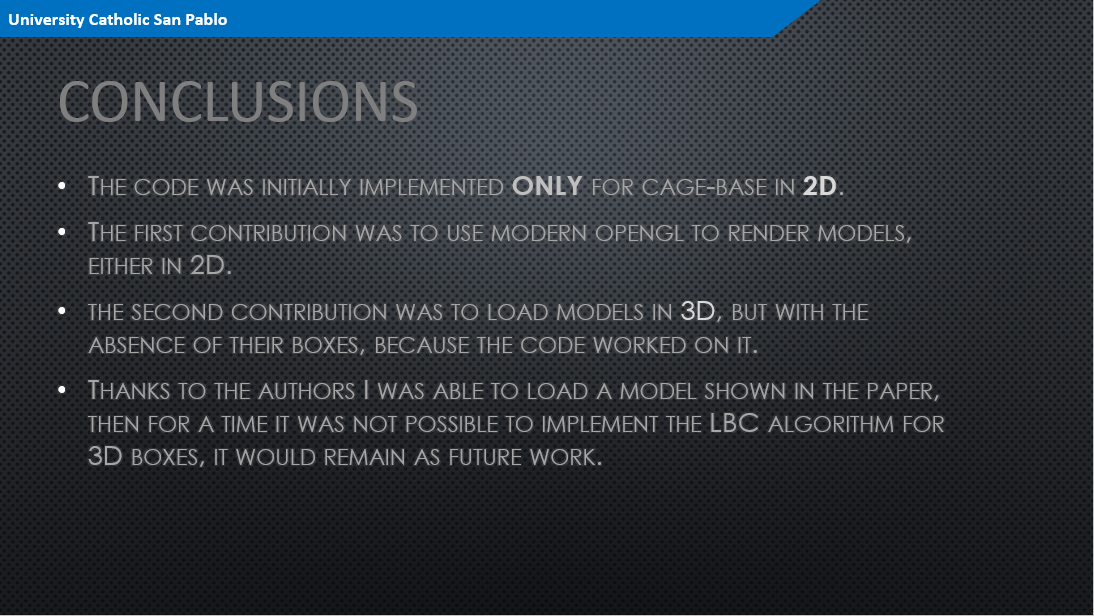 University Catholic San Pablo
CONCLUSIONS
• The code was initially implemented ONLY for cage-base in 2D.
• The first contribution was to use modern opengl to render models,
either in 2D.
• the second contribution was to load models in 3D, but with the
absence of their boxes, because the code worked on it.
• Thanks to the authors I was able to load a model shown in the paper,
then for a time it was not possible to implement the LBC algorithm for
3D boxes, it would remain as future work.